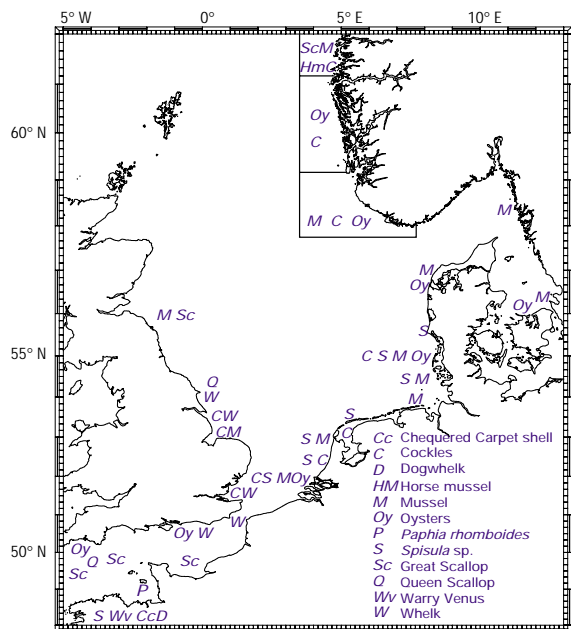 5° W 0° 5° E 10° E
ScM
HmC
60° N
Oy
C
M C Oy
M
M
Oy
M
Oy
M Sc
S
55° N
C S M Oy
Q
S M
W
M
CW
S
CM
S M
C
S C
CS MOy
CW
W
Oy W
50° N
Oy
Q
Sc
Sc
Sc
P
S Wv CcD
Cc Chequered Carpet shell
C Cockles
D Dogwhelk
HM Horse mussel
M Mussel
Oy Oysters
P Paphia rhomboides
S Spisula sp.
Sc Great Scallop
Q Queen Scallop
Wv Warry Venus
W Whelk